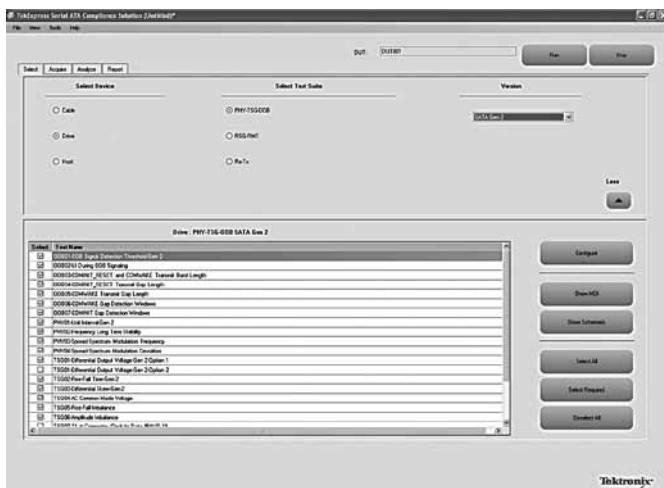 TekExpress Serial ATA Compliance Solution (Untitled)*
File View Tools Help
DUT: DUT001
Run
Stop
Select Acquire Analyze Report
Select Device
Select Test Suite
Version
Cable
PHY-TSG-OOB
SATA Gen 2
Drive
RSG-RMT
Host
Rx-Tx
Less
Drive : PHY-TSG-OOB SATA Gen 2
Select Test Name
OOB01-OOB Signal Detection Threshold Gen 2
OOB02-UI During OOB Signaling
OOB03-COMINIT_RESET and COMWAKE Transmit Burst Length
OOB04-COMINIT_RESET Transmit Gap Length
OOB05-COMWAKE Transmit Gap Length
OOB06-COMWAKE Gap Detection Windows
OOB07-COMINIT Gap Detection Windows
PHY01-Unit Interval Gen 2
PHY02-Frequency Long Term Stability
PHY03-Spread Spectrum Modulation Frequency
PHY04-Spread Spectrum Modulation Deviation
TSG01-Differential Output Voltage Gen 2 Option 1
TSG01-Differential Output Voltage Gen 2 Option 2
TSG02-Rise-Fall Time Gen 2
TSG03-Differential Skew Gen 2
TSG04-AC Common Mode Voltage
TSG05-Rise-Fall Imbalance
TSG06-Amplitude Imbalance
Configure
Show MOI
Show Schematic
Select All
Select Required
Deselect All
Tektronix